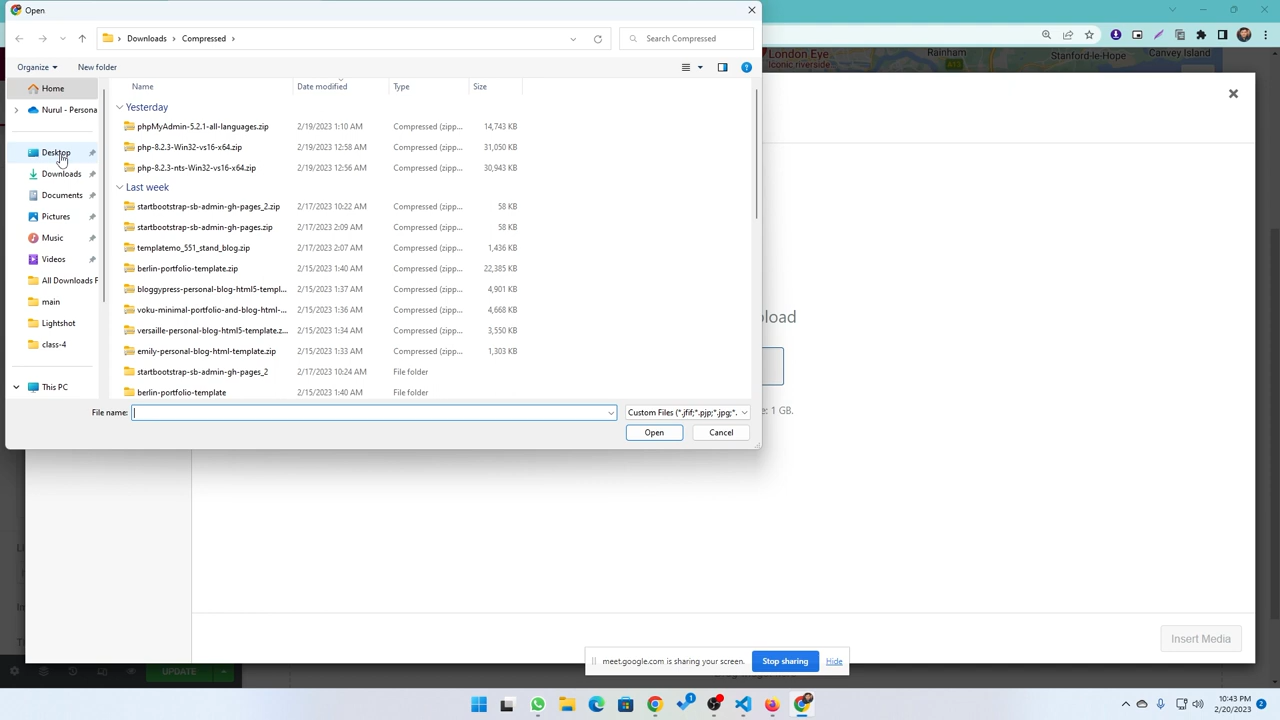 Open
Downloads > Compressed >
Search Compressed
Organize
New folder
London Eye
Iconic riverside...
Rainham
A13
Stanford-le-Hope
Canvey Island
Name
Date modified
Type
Size
Home
Nurul - Persona
Desktop
Downloads
Documents
Pictures
Music
Videos
All Downloads F
main
Lightshot
class-4
This PC
Yesterday
phpMyAdmin-5.2.1-all-languages.zip 2/19/2023 1:10 AM Compressed (zipp... 14,743 KB
php-8.2.3-Win32-vs16-x64.zip 2/19/2023 12:58 AM Compressed (zipp... 31,050 KB
php-8.2.3-nts-Win32-vs16-x64.zip 2/19/2023 12:56 AM Compressed (zipp... 30,943 KB
Last week
startbootstrap-sb-admin-gh-pages_2.zip 2/17/2023 10:22 AM Compressed (zipp... 58 KB
startbootstrap-sb-admin-gh-pages.zip 2/17/2023 2:09 AM Compressed (zipp... 58 KB
templatemo_551_stand_blog.zip 2/17/2023 2:07 AM Compressed (zipp... 1,436 KB
berlin-portfolio-template.zip 2/15/2023 1:40 AM Compressed (zipp... 22,385 KB
bloggypress-personal-blog-html5-templ... 2/15/2023 1:37 AM Compressed (zipp... 4,901 KB
voku-minimal-portfolio-and-blog-html-... 2/15/2023 1:36 AM Compressed (zipp... 4,668 KB
versaille-personal-blog-html5-template.z... 2/15/2023 1:34 AM Compressed (zipp... 3,550 KB
emily-personal-blog-html-template.zip 2/15/2023 1:33 AM Compressed (zipp... 1,303 KB
startbootstrap-sb-admin-gh-pages_2 2/17/2023 10:24 AM File folder
berlin-portfolio-template 2/15/2023 1:40 AM File folder
File name:
Custom Files (*.jfif;*.pjp;*.jpg;*.
Open
Cancel
pload
e: 1 GB.
Insert Media
UPDATE
meet.google.com is sharing your screen.
Stop sharing
Hide
1
10:43 PM
2/20/2023
2